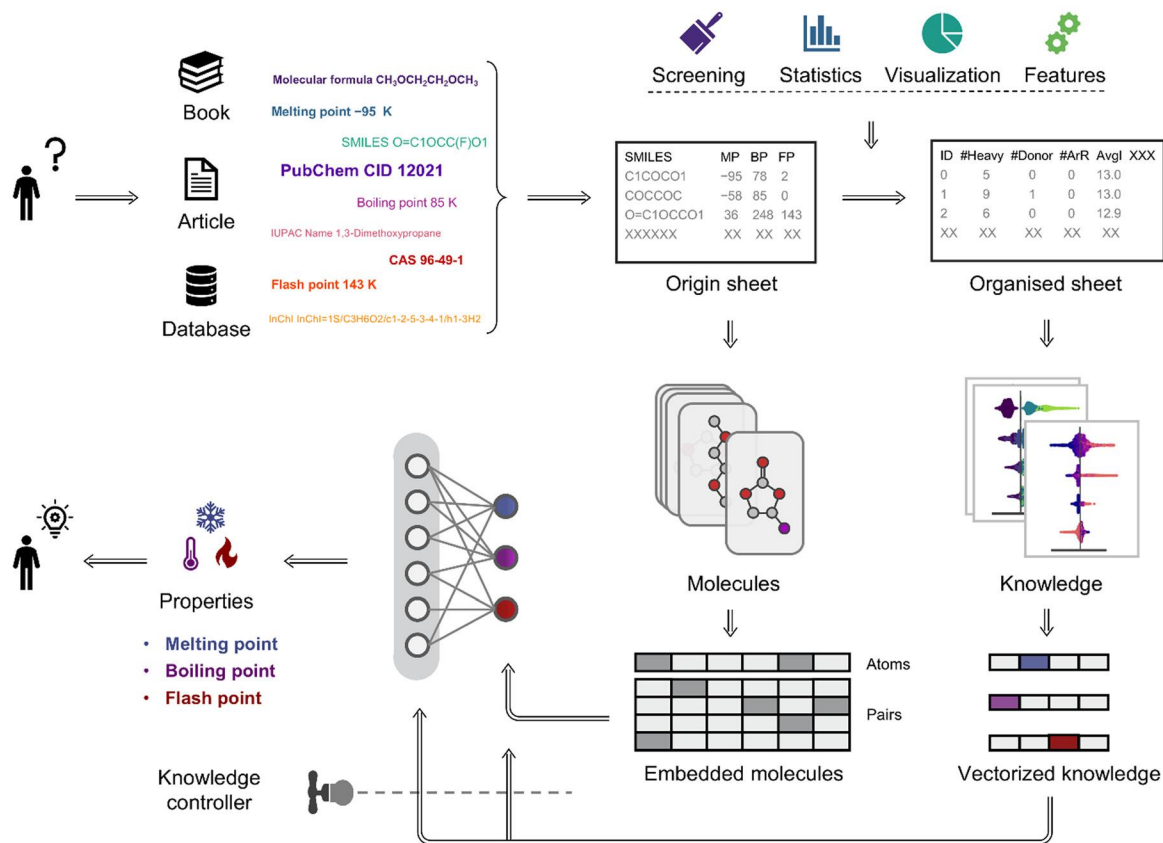 ?
Book
Article
Database
Molecular formula CH₃OCH₂CH₂OCH₃
Melting point −95 K
SMILES O=C1OCC(F)O1
PubChem CID 12021
Boiling point 85 K
IUPAC Name 1,3-Dimethoxypropane
CAS 96-49-1
Flash point 143 K
InChI InChI=1S/C3H6O2/c1-2-5-3-4-1/h1-3H2
Screening Statistics Visualization Features
SMILES MP BP FP
C1COCO1 −95 78 2
COCCOC −58 85 0
O=C1OCCO1 36 248 143
XXXXXX XX XX XX
Origin sheet
ID #Heavy #Donor #ArR AvgI XXX
0 5 0 0 13.0
1 9 1 0 13.0
2 6 0 0 12.9
XX XX XX XX XX
Organised sheet
Molecules
Knowledge
Atoms
Pairs
Embedded molecules
Vectorized knowledge
Properties
• Melting point
• Boiling point
• Flash point
Knowledge
controller